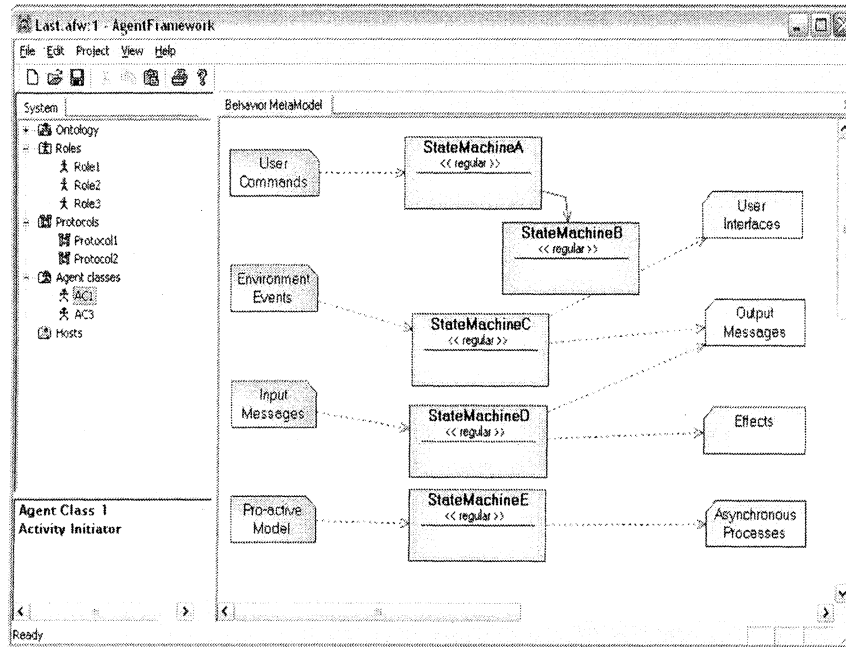 Last.afw:1 - AgentFramework
File Edit Project View Help
System
Ontology
Roles
Role1
Role2
Role3
Protocols
Protocol1
Protocol2
Agent classes
AC1
AC3
Hosts
Agent Class 1
Activity Initiator
Behavior MetaModel
User
Commands
StateMachineA
<< regular >>
StateMachineB
<< regular >>
User
Interfaces
Environment
Events
StateMachineC
<< regular >>
Output
Messages
Input
Messages
StateMachineD
<< regular >>
Effects
Pro-active
Model
StateMachineE
<< regular >>
Asynchronous
Processes
Ready